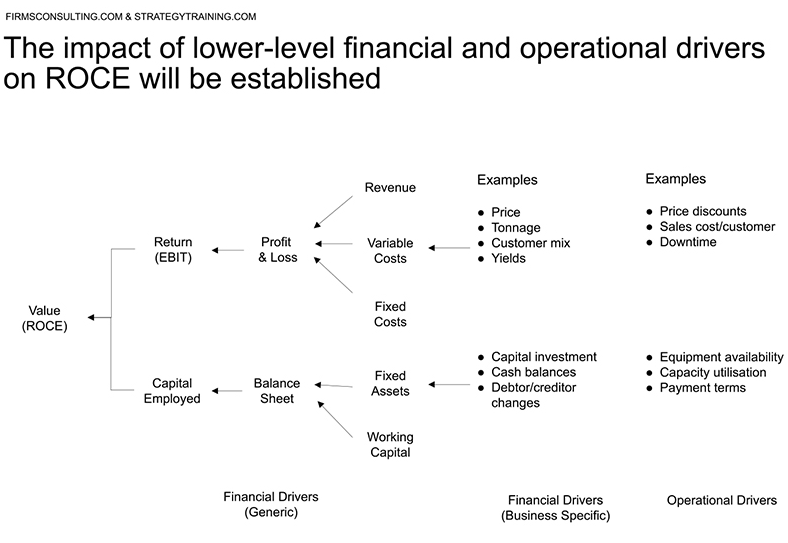 FIRMSCONSULTING.COM & STRATEGYTRAINING.COM
The impact of lower-level financial and operational drivers
on ROCE will be established
Revenue
Examples
Examples
● Price
● Tonnage
● Customer mix
● Yields
● Price discounts
● Sales cost/customer
● Downtime
Return
(EBIT)
Profit
& Loss
Variable
Costs
Fixed
Costs
Value
(ROCE)
Capital
Employed
Balance
Sheet
Fixed
Assets
● Capital investment
● Cash balances
● Debtor/creditor
changes
● Equipment availability
● Capacity utilisation
● Payment terms
Working
Capital
Financial Drivers
(Generic)
Financial Drivers
(Business Specific)
Operational Drivers